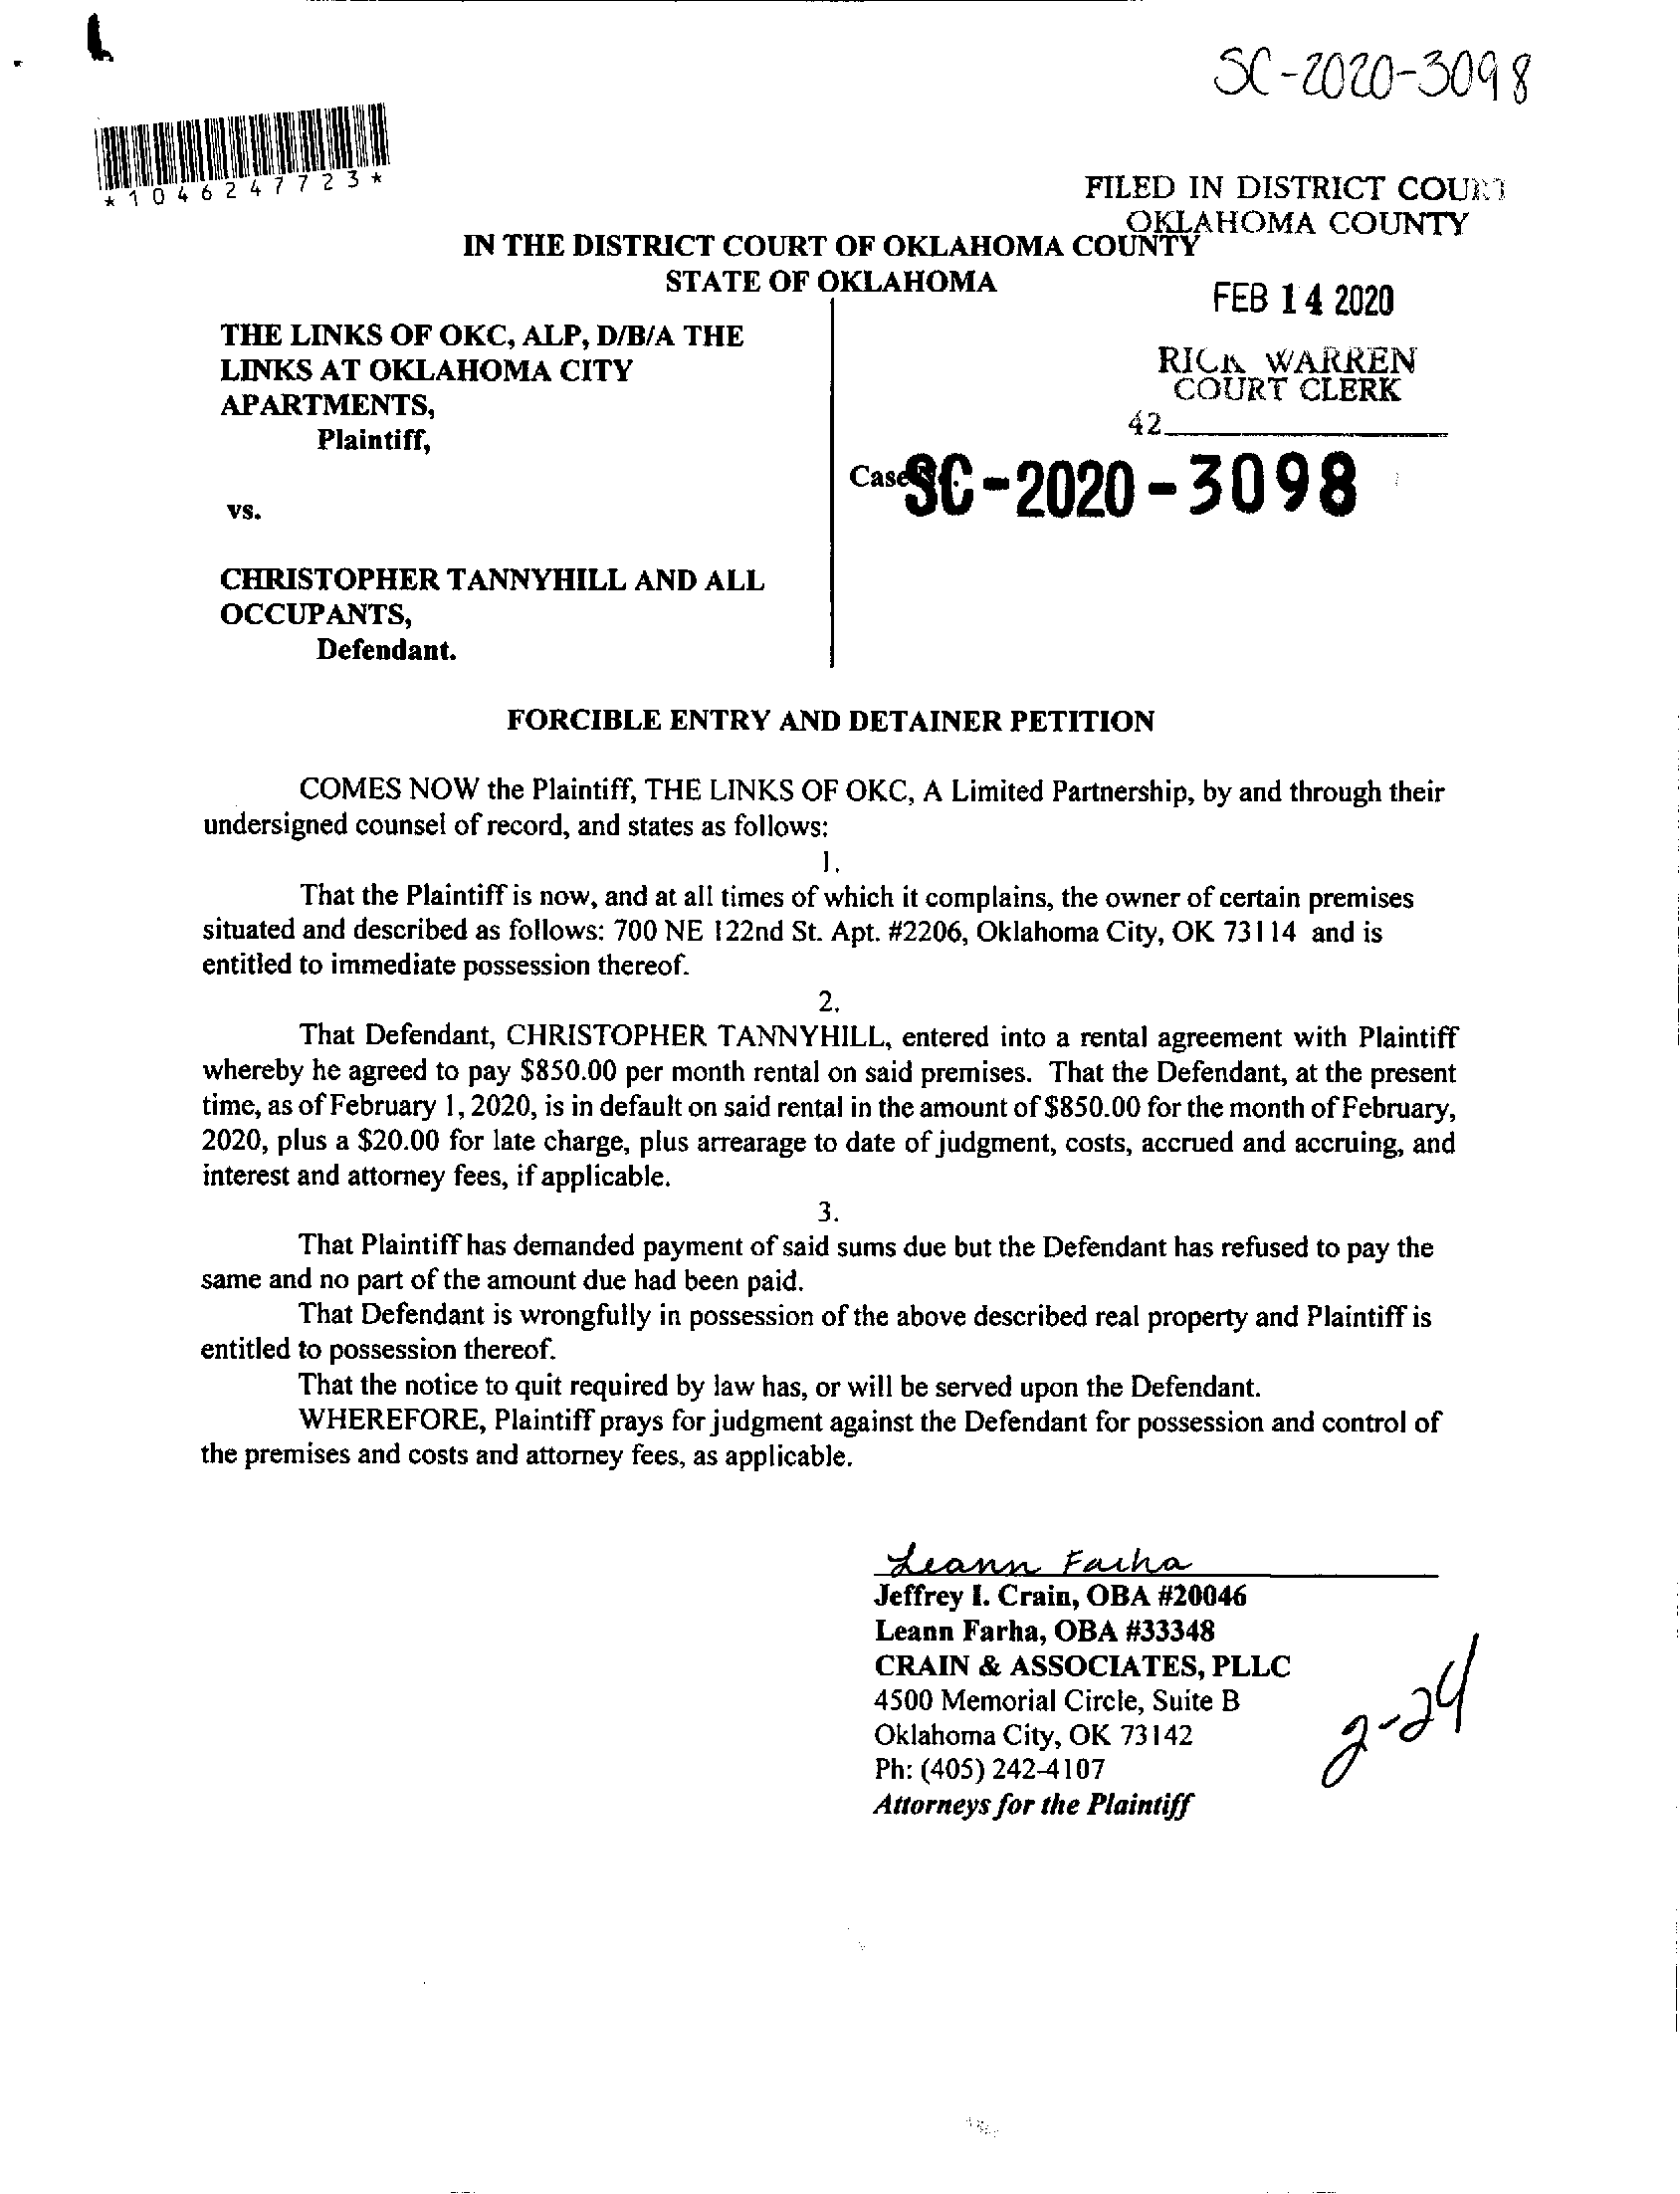 SC-2020-3098
*1046247723*
FILED IN DISTRICT COURT
OKLAHOMA COUNTY
IN THE DISTRICT COURT OF OKLAHOMA COUNTY
STATE OF OKLAHOMA
FEB 14 2020
RICK WARREN
COURT CLERK
42
THE LINKS OF OKC, ALP, D/B/A THE
LINKS AT OKLAHOMA CITY
APARTMENTS,
Plaintiff,
Case SC-2020-3098
vs.
CHRISTOPHER TANNYHILL AND ALL
OCCUPANTS,
Defendant.
FORCIBLE ENTRY AND DETAINER PETITION
COMES NOW the Plaintiff, THE LINKS OF OKC, A Limited Partnership, by and through their
undersigned counsel of record, and states as follows:
1.
That the Plaintiff is now, and at all times of which it complains, the owner of certain premises
situated and described as follows: 700 NE 122nd St. Apt. #2206, Oklahoma City, OK 73114 and is
entitled to immediate possession thereof.
2.
That Defendant, CHRISTOPHER TANNYHILL, entered into a rental agreement with Plaintiff
whereby he agreed to pay $850.00 per month rental on said premises. That the Defendant, at the present
time, as of February 1, 2020, is in default on said rental in the amount of $850.00 for the month of February,
2020, plus a $20.00 for late charge, plus arrearage to date of judgment, costs, accrued and accruing, and
interest and attorney fees, if applicable.
3.
That Plaintiff has demanded payment of said sums due but the Defendant has refused to pay the
same and no part of the amount due had been paid.
That Defendant is wrongfully in possession of the above described real property and Plaintiff is
entitled to possession thereof.
That the notice to quit required by law has, or will be served upon the Defendant.
WHEREFORE, Plaintiff prays for judgment against the Defendant for possession and control of
the premises and costs and attorney fees, as applicable.
Leann Farha
Jeffrey I. Crain, OBA #20046
Leann Farha, OBA #33348
CRAIN & ASSOCIATES, PLLC
4500 Memorial Circle, Suite B
Oklahoma City, OK 73142
Ph: (405) 242-4107
Attorneys for the Plaintiff
2-24